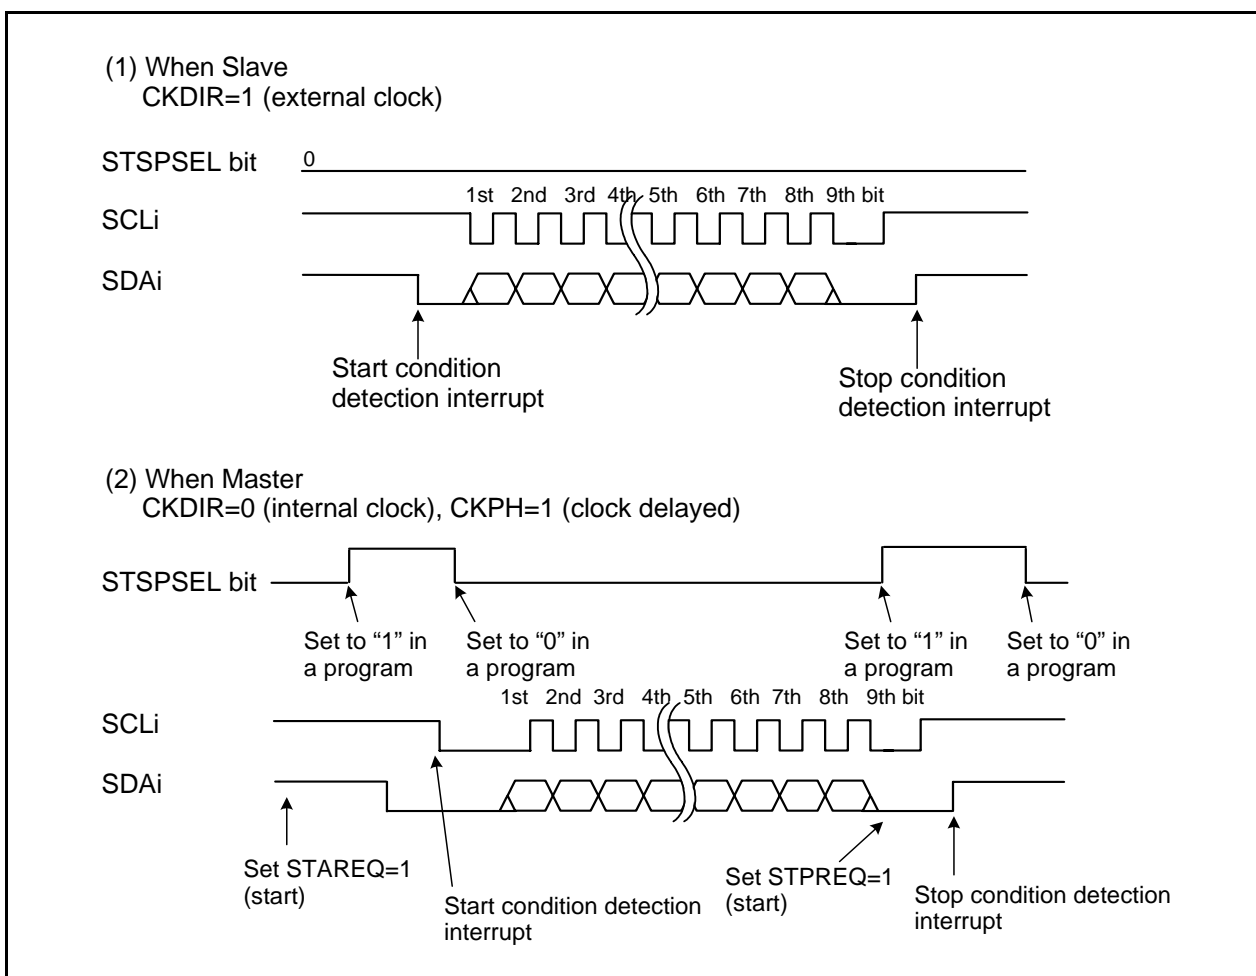 (1) When Slave
CKDIR=1 (external clock)
STSPSEL bit
0
1st 2nd 3rd 4th 5th 6th 7th 8th 9th bit
SCLi
SDAi
Start condition
detection interrupt
Stop condition
detection interrupt
(2) When Master
CKDIR=0 (internal clock), CKPH=1 (clock delayed)
STSPSEL bit
Set to “1” in
a program
Set to “0” in
a program
Set to “1” in
a program
Set to “0” in
a program
1st 2nd 3rd 4th 5th 6th 7th 8th 9th bit
SCLi
SDAi
Set STAREQ=1
(start)
Start condition detection
interrupt
Set STPREQ=1
(start)
Stop condition detection
interrupt